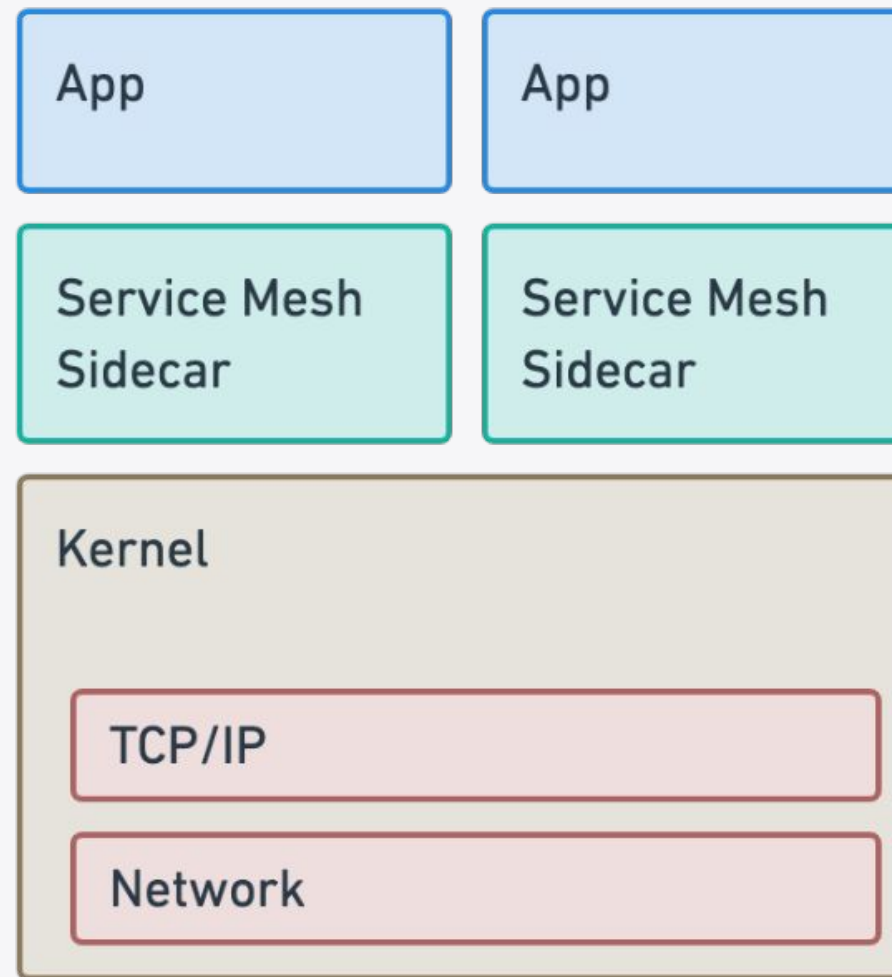 App
App
Service Mesh
Sidecar
Service Mesh
Sidecar
Kernel
TCP/IP
Network